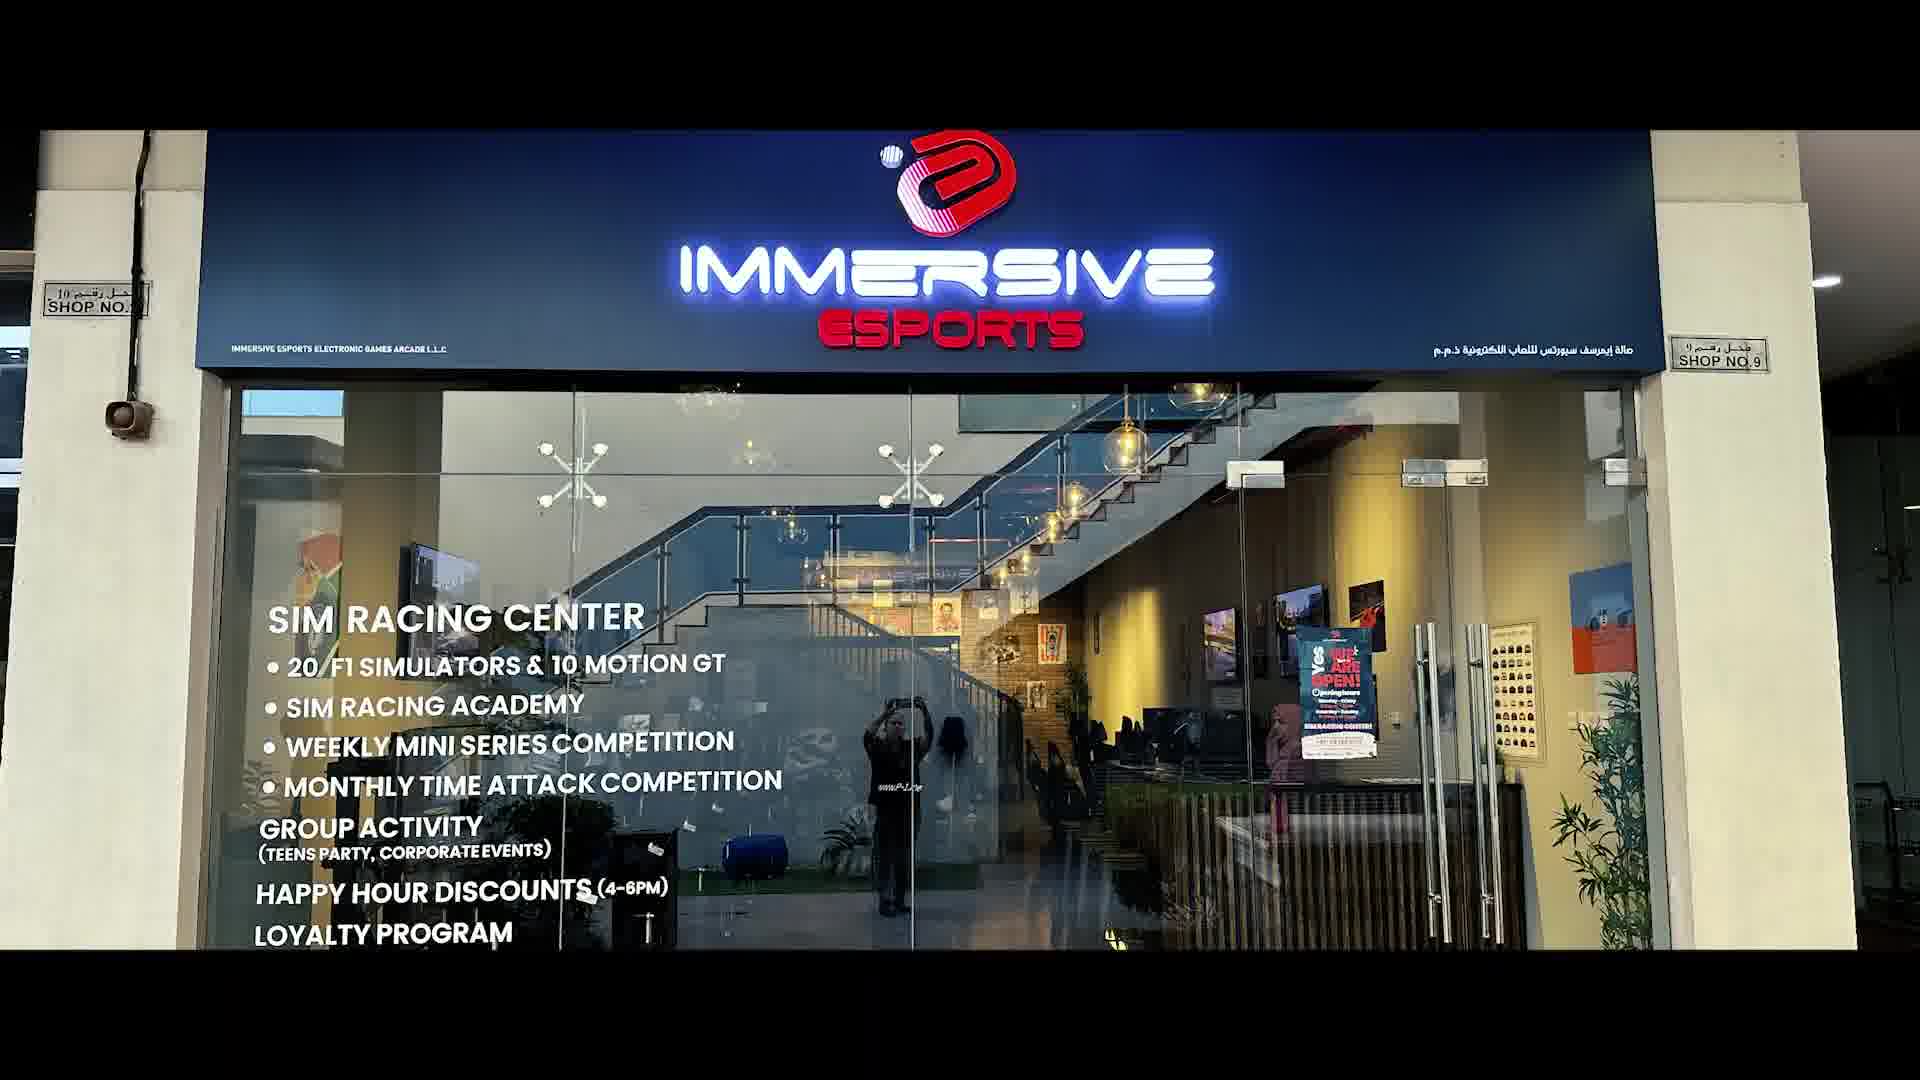 IMMERSIVE
ESPORTS
IMMERSIVE ESPORTS ELECTRONIC GAMES ARCADE L.L.C
صالة إيمرسف سبورتس للالعاب الالكترونية ذ.م.م
محل رقم 10
SHOP NO.
محل رقم 9
SHOP NO.9
SIM RACING CENTER
• 20 F1 SIMULATORS & 10 MOTION GT
• SIM RACING ACADEMY
• WEEKLY MINI SERIES COMPETITION
• MONTHLY TIME ATTACK COMPETITION
GROUP ACTIVITY
(TEENS PARTY, CORPORATE EVENTS)
HAPPY HOUR DISCOUNTS (4-6PM)
LOYALTY PROGRAM
Yes
WE
ARE
OPEN!
Opening hours
SIM RACING CENTER